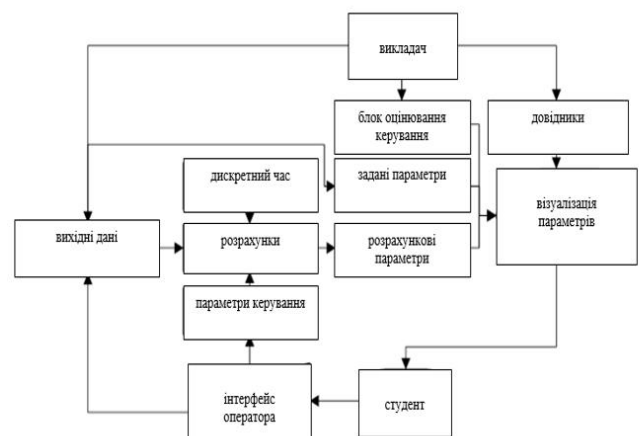 викладач
блок оцінювання
керування
довідники
дискретний час
задані параметри
візуалізація
параметрів
вихідні дані
розрахунки
розрахункові
параметри
параметри керування
інтерфейс
оператора
студент